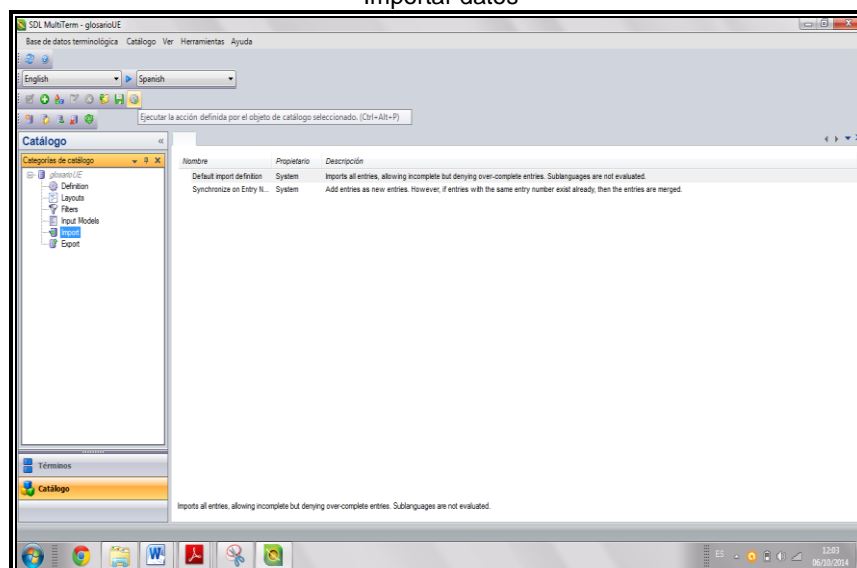 Importar datos
SDL MultiTerm - glosarioUE
Base de datos terminológica Catálogo Ver Herramientas Ayuda
English Spanish
Ejecutar la acción definida por el objeto de catálogo seleccionado. (Ctrl+Alt+P)
Catálogo
Categorías de catálogo
Nombre Propietario Descripción
glosarioUE
Default import definition System Imports all entries, allowing incomplete but denying over-complete entries. Sublanguages are not evaluated.
Definition
Synchronize on Entry N... System Add entries as new entries. However, if entries with the same entry number exist already, then the entries are merged.
Layouts
Filters
Input Models
Import
Export
Términos
Catálogo
Imports all entries, allowing incomplete but denying over-complete entries. Sublanguages are not evaluated.
ES
12:03
06/10/2014